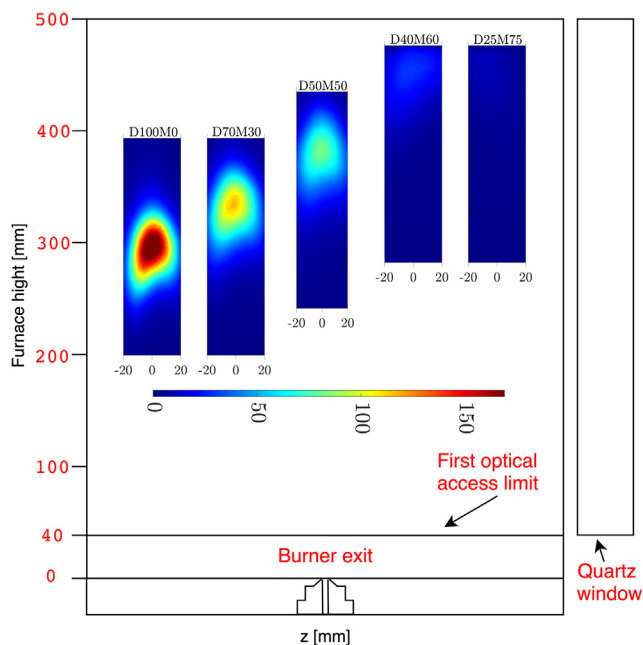 500
D40M60 D25M75
D50M50
400
D100M0 D70M30
300
-20 0 20 -20 0 20
-20 0 20
200
-20 0 20 -20 0 20
0 50 100 150
100
First optical
access limit
40
Burner exit
0
Quartz
window
z [mm]
Furnace hight [mm]